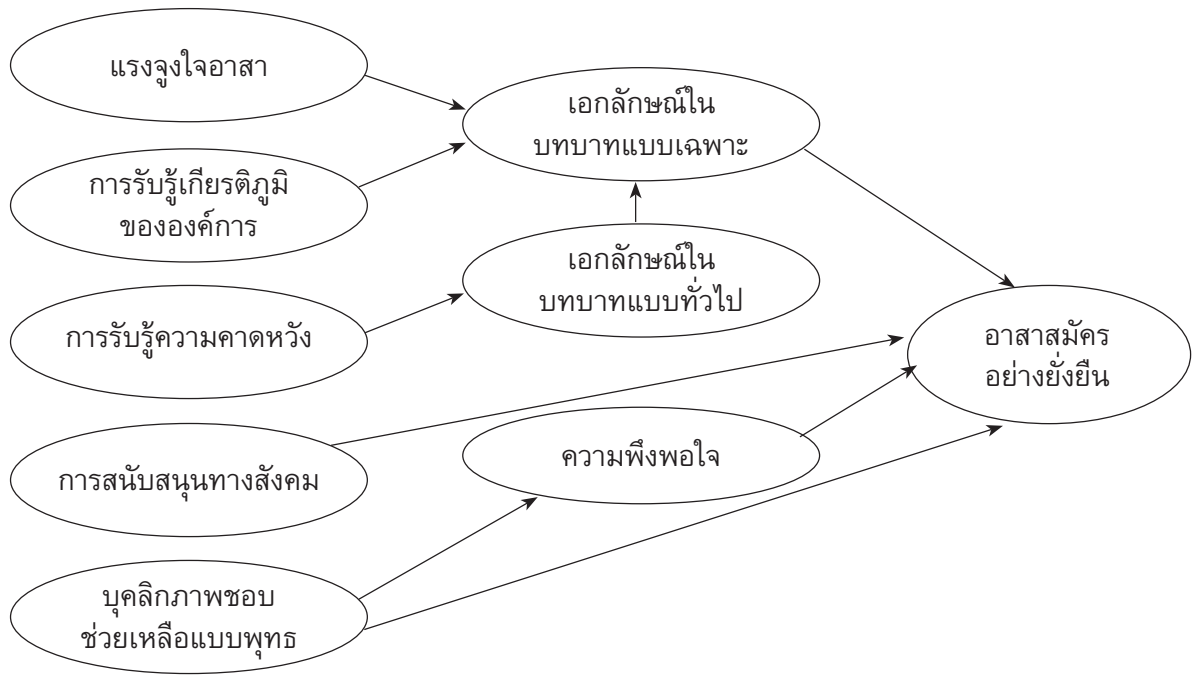 แรงจูงใจอาสา
เอกลักษณ์ใน
บทบาทแบบเฉพาะ
การรับรู้เกียรติภูมิ
ขององค์การ
เอกลักษณ์ใน
บทบาทแบบทั่วไป
การรับรู้ความคาดหวัง
อาสาสมัคร
อย่างยั่งยืน
การสนับสนุนทางสังคม
ความพึงพอใจ
บุคลิกภาพชอบ
ช่วยเหลือแบบพุทธ